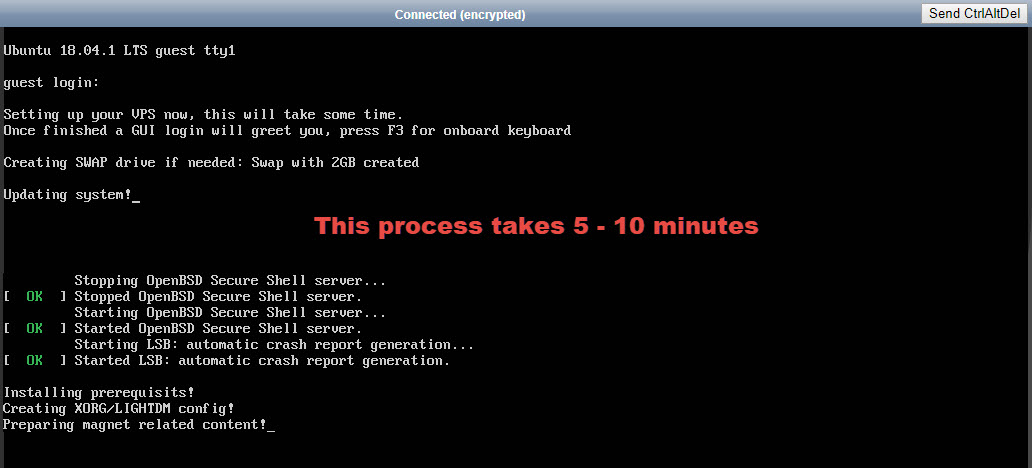 Connected (encrypted)
Send CtrlAltDel
Ubuntu 18.04.1 LTS guest tty1
guest login:
Setting up your VPS now, this will take some time.
Once finished a GUI login will greet you, press F3 for onboard keyboard
Creating SWAP drive if needed: Swap with 2GB created
Updating system!_
This process takes 5 - 10 minutes
Stopping OpenBSD Secure Shell server...
[  OK  ] Stopped OpenBSD Secure Shell server.
Starting OpenBSD Secure Shell server...
[  OK  ] Started OpenBSD Secure Shell server.
Starting LSB: automatic crash report generation...
[  OK  ] Started LSB: automatic crash report generation.
Installing prerequisits!
Creating XORG/LIGHTDM config!
Preparing magnet related content!_